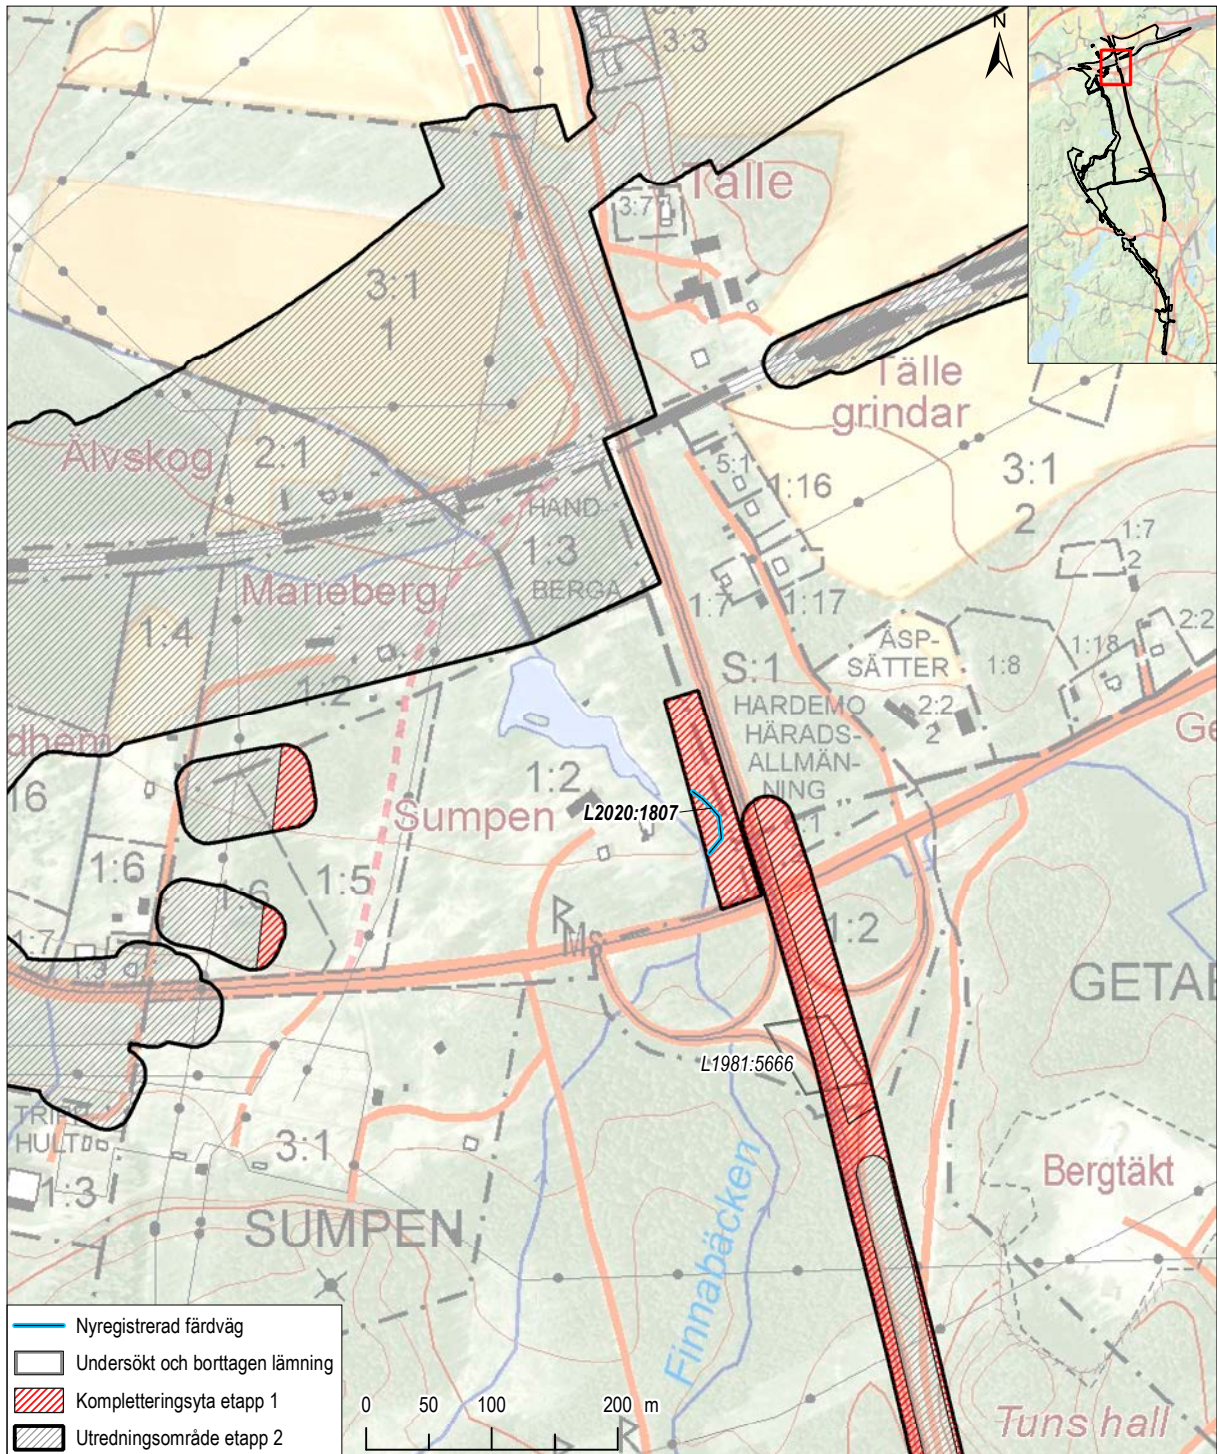 N
3:3
Tälle
3:7
3:1
1
Tälle
grindar
Älvskog
2:1
5:1
1:16
3:1
2
HAND-
1:3
BERGA
1:7
2
Marieberg
1:7
1:17
1:4
ÄSP-
SÄTTER
2:2
1:18
1:8
S:1
1:2
HARDEMO
HÄRADS-
ALLMÄN-
NING
2:2
2
dhem
Ge
16
1:2
Sumpen
L2020:1807
:1
1:6
1:6
1:5
1:7
1:3
Ms
1:2
GETAB
L1981:5666
TRIPP-
HULT
3:1
1:3
Bergtäkt
SUMPEN
Finnabäcken
Tuns hall
Nyregistrerad färdväg
Undersökt och borttagen lämning
Kompletteringsyta etapp 1
Utredningsområde etapp 2
0 50 100 200 m